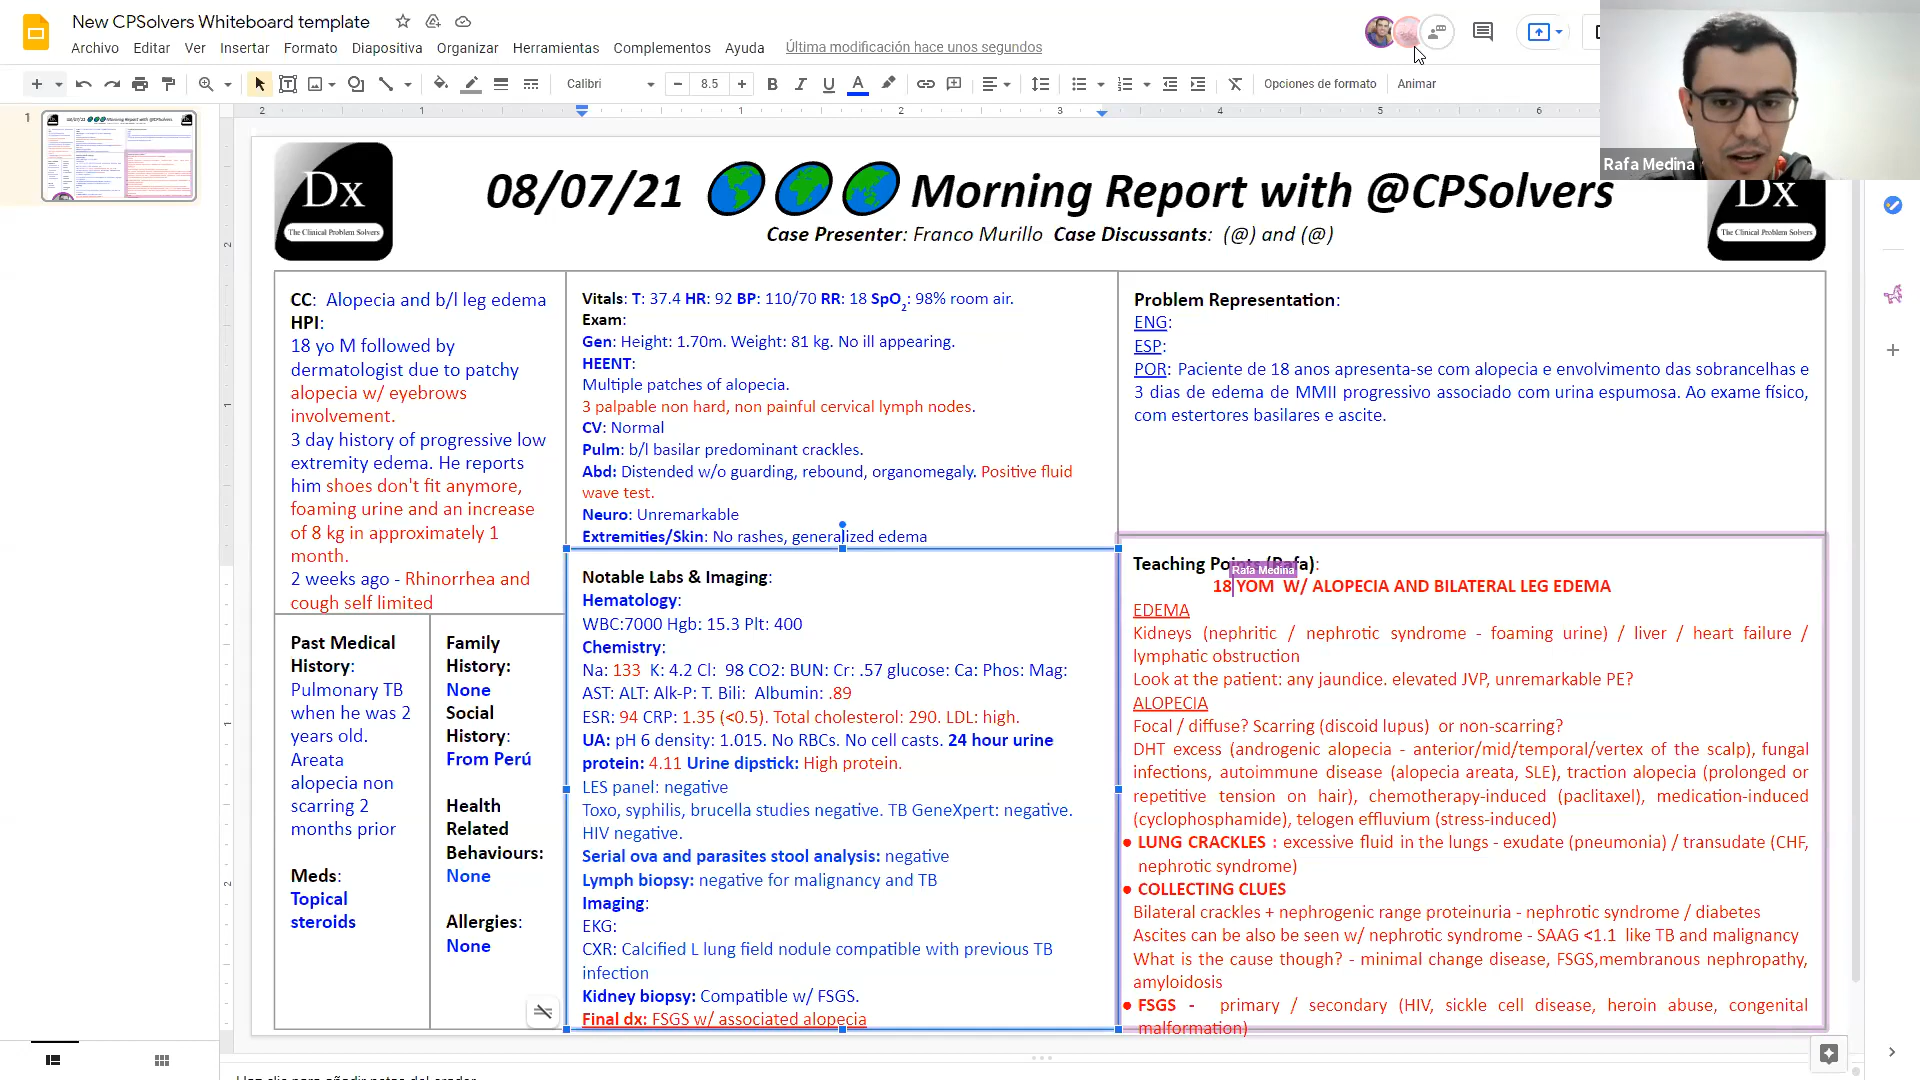 New CPSolvers Whiteboard template
Archivo Editar Ver Insertar Formato Diapositiva Organizar Herramientas Complementos Ayuda Última modificación hace unos segundos
Calibri 8.5 Opciones de formato Animar
Rafa Medina
1
08/07/21 Morning Report with @CPSolvers
Case Presenter: Franco Murillo Case Discussants: (@) and (@)
Dx
The Clinical Problem Solvers
Dx
The Clinical Problem Solvers
CC: Alopecia and b/l leg edema
HPI:
18 yo M followed by
dermatologist due to patchy
alopecia w/ eyebrows
involvement.
3 day history of progressive low
extremity edema. He reports
him shoes don't fit anymore,
foaming urine and an increase
of 8 kg in approximately 1
month.
2 weeks ago - Rhinorrhea and
cough self limited
Past Medical
History:
Pulmonary TB
when he was 2
years old.
Areata
alopecia non
scarring 2
months prior
Meds:
Topical
steroids
Family
History:
None
Social
History:
From Perú
Health
Related
Behaviours:
None
Allergies:
None
Vitals: T: 37.4 HR: 92 BP: 110/70 RR: 18 SpO2: 98% room air.
Exam:
Gen: Height: 1.70m. Weight: 81 kg. No ill appearing.
HEENT:
Multiple patches of alopecia.
3 palpable non hard, non painful cervical lymph nodes.
CV: Normal
Pulm: b/l basilar predominant crackles.
Abd: Distended w/o guarding, rebound, organomegaly. Positive fluid
wave test.
Neuro: Unremarkable
Extremities/Skin: No rashes, generalized edema
Notable Labs & Imaging:
Hematology:
WBC:7000 Hgb: 15.3 Plt: 400
Chemistry:
Na: 133 K: 4.2 Cl: 98 CO2: BUN: Cr: .57 glucose: Ca: Phos: Mag:
AST: ALT: Alk-P: T. Bili: Albumin: .89
ESR: 94 CRP: 1.35 (<0.5). Total cholesterol: 290. LDL: high.
UA: pH 6 density: 1.015. No RBCs. No cell casts. 24 hour urine
protein: 4.11 Urine dipstick: High protein.
LES panel: negative
Toxo, syphilis, brucella studies negative. TB GeneXpert: negative.
HIV negative.
Serial ova and parasites stool analysis: negative
Lymph biopsy: negative for malignancy and TB
Imaging:
EKG:
CXR: Calcified L lung field nodule compatible with previous TB
infection
Kidney biopsy: Compatible w/ FSGS.
Final dx: FSGS w/ associated alopecia
Problem Representation:
ENG:
ESP:
POR: Paciente de 18 anos apresenta-se com alopecia e envolvimento das sobrancelhas e
3 dias de edema de MMII progressivo associado com urina espumosa. Ao exame físico,
com estertores basilares e ascite.
Teaching Points (Rafa):
Rafa Medina
18 YOM W/ ALOPECIA AND BILATERAL LEG EDEMA
EDEMA
Kidneys (nephritic / nephrotic syndrome - foaming urine) / liver / heart failure /
lymphatic obstruction
Look at the patient: any jaundice. elevated JVP, unremarkable PE?
ALOPECIA
Focal / diffuse? Scarring (discoid lupus) or non-scarring?
DHT excess (androgenic alopecia - anterior/mid/temporal/vertex of the scalp), fungal
infections, autoimmune disease (alopecia areata, SLE), traction alopecia (prolonged or
repetitive tension on hair), chemotherapy-induced (paclitaxel), medication-induced
(cyclophosphamide), telogen effluvium (stress-induced)
● LUNG CRACKLES : excessive fluid in the lungs - exudate (pneumonia) / transudate (CHF,
nephrotic syndrome)
● COLLECTING CLUES
Bilateral crackles + nephrogenic range proteinuria - nephrotic syndrome / diabetes
Ascites can be also be seen w/ nephrotic syndrome - SAAG <1.1 like TB and malignancy
What is the cause though? - minimal change disease, FSGS,membranous nephropathy,
amyloidosis
● FSGS - primary / secondary (HIV, sickle cell disease, heroin abuse, congenital
malformation)